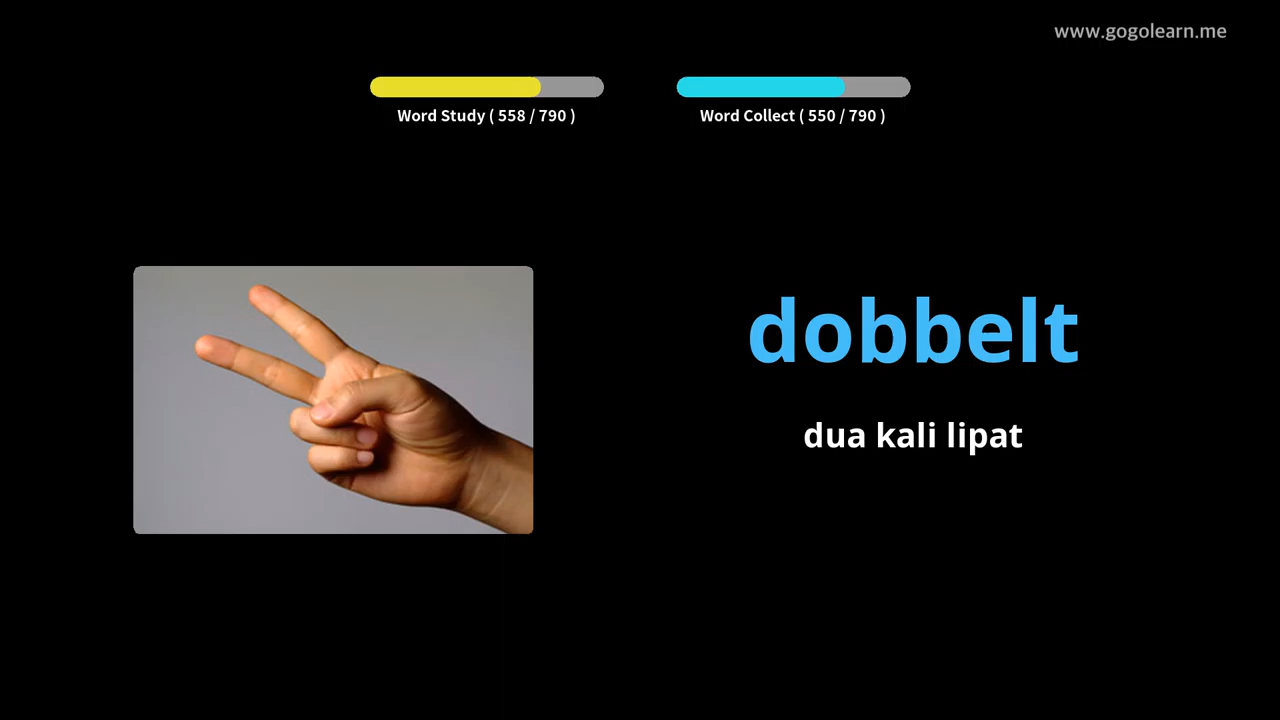 www.gogolearn.me
Word Study ( 558 / 790 )
Word Collect ( 550 / 790 )
dobbelt
dua kali lipat